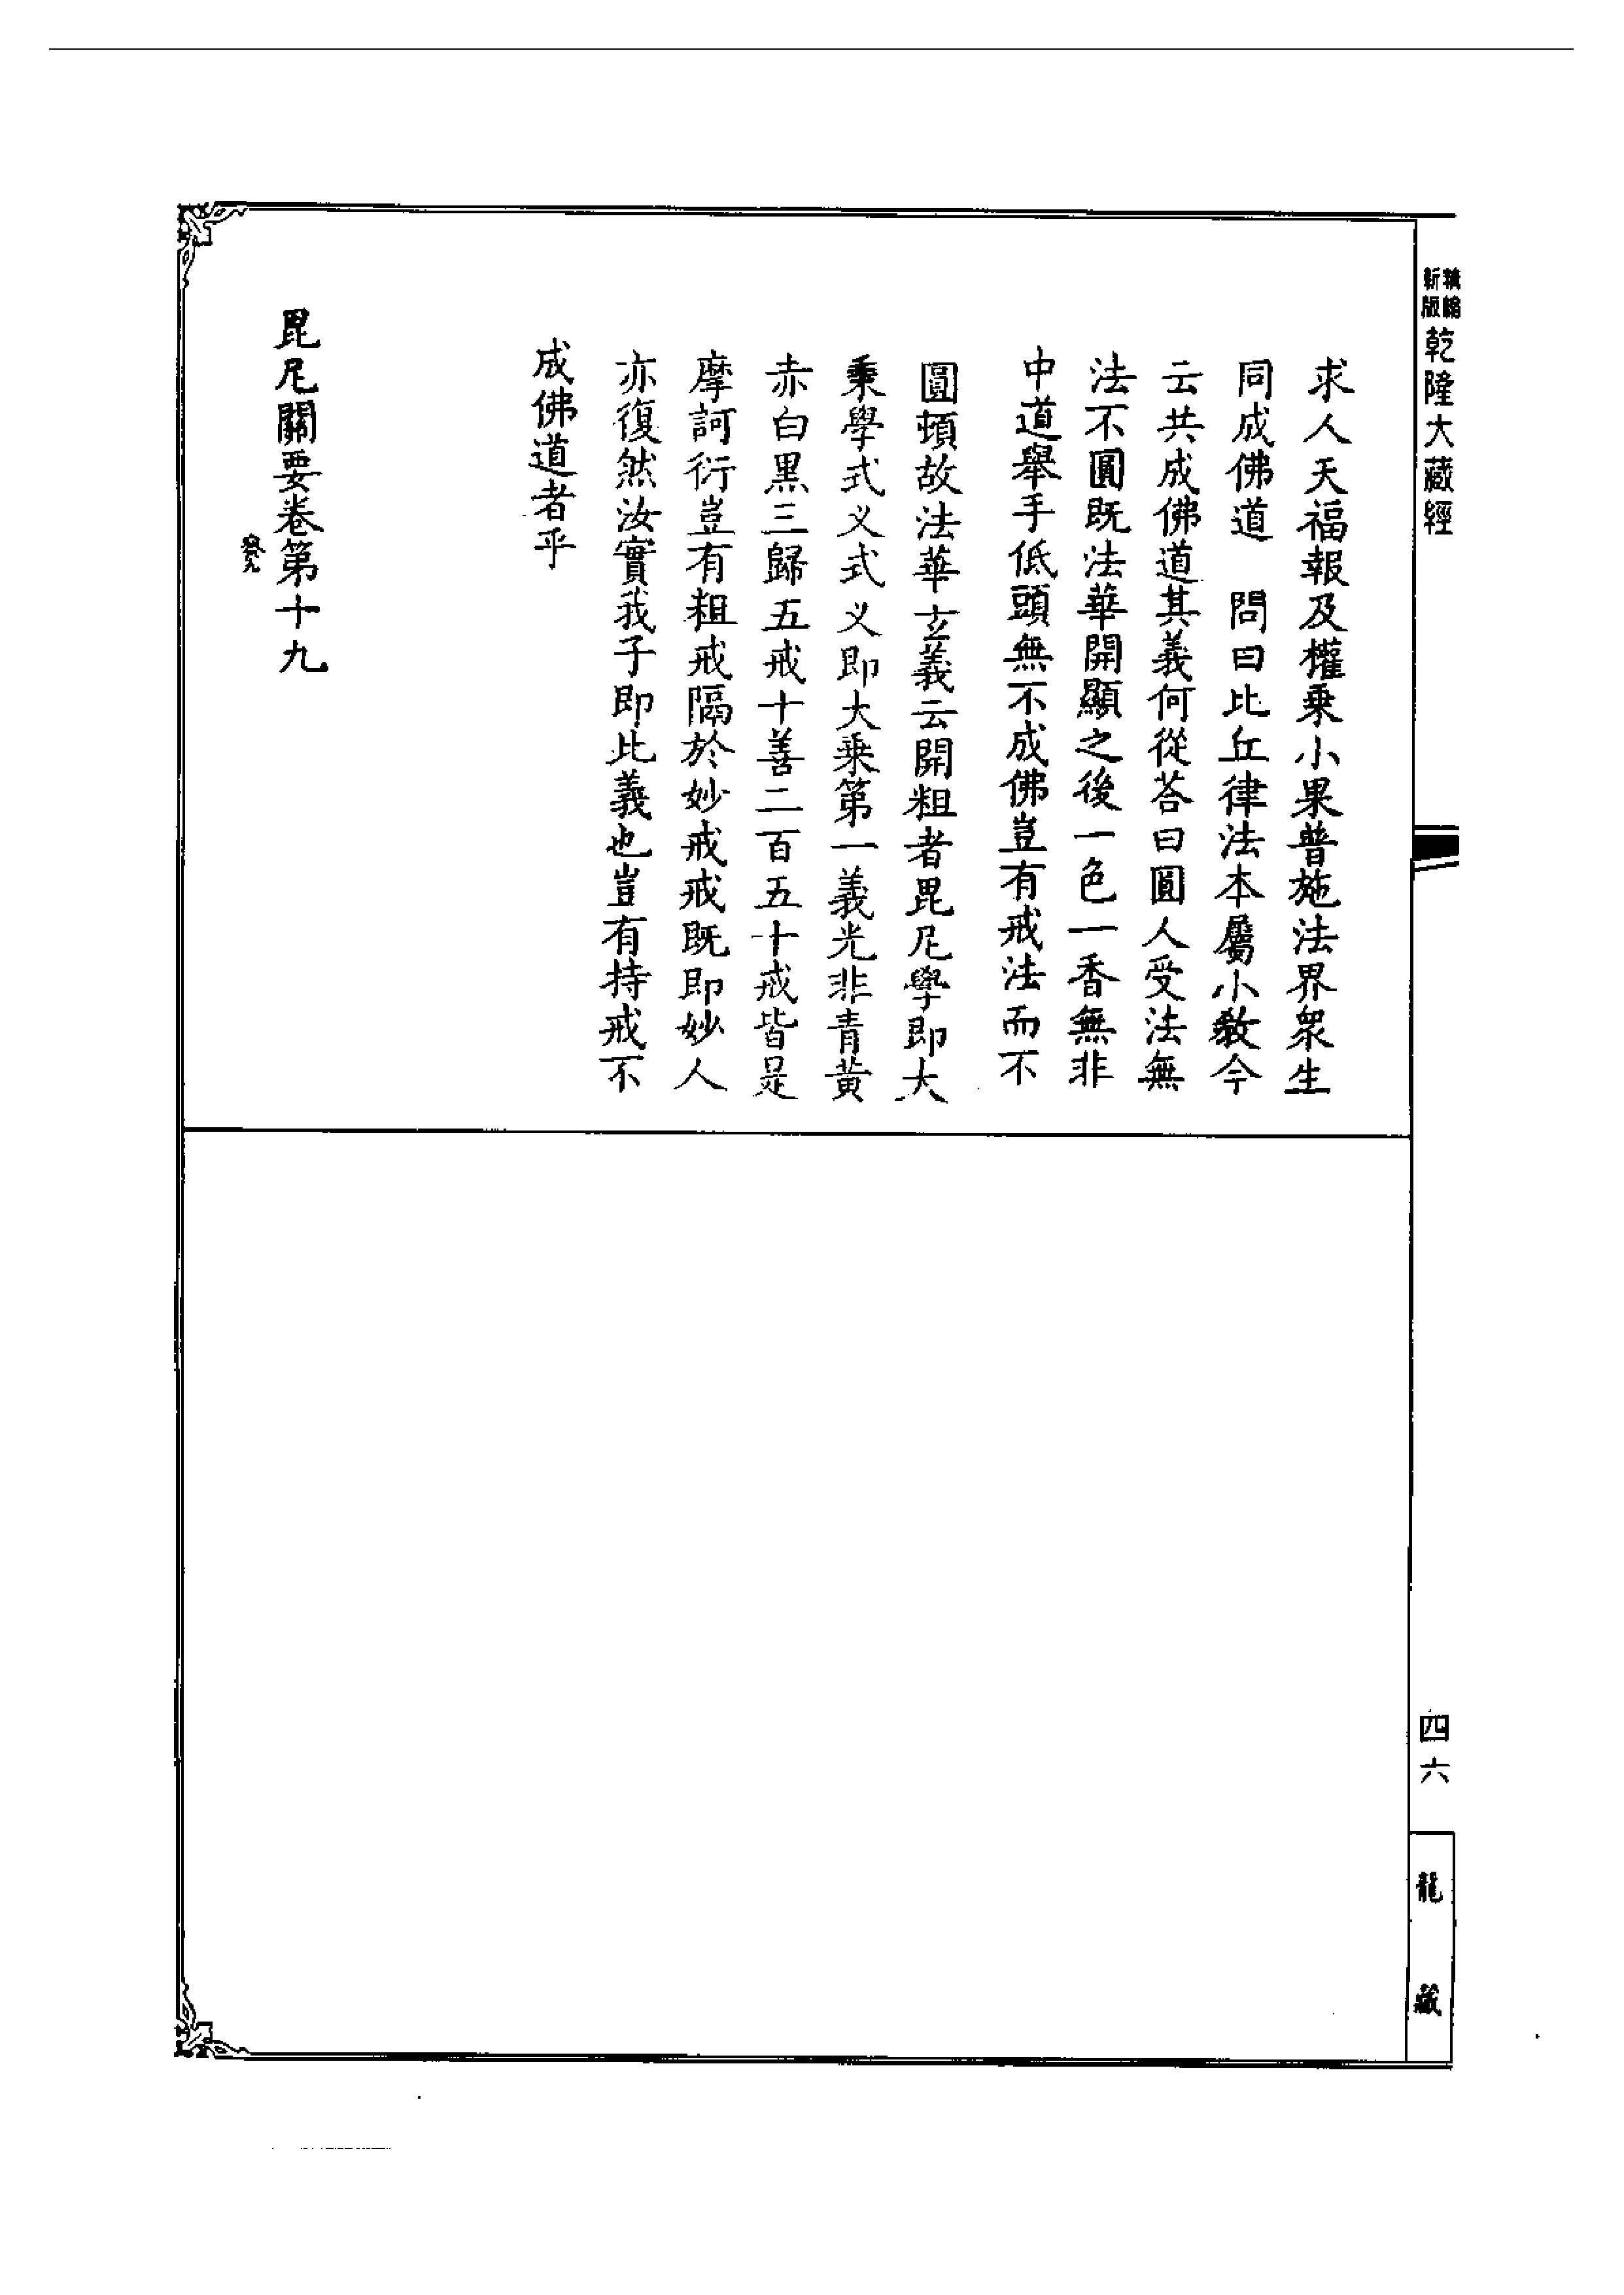 新編
縮版
乾隆大藏經
求人天福報及權乗小果普施法界眾生
同成佛道　問曰比丘律法本屬小教今
云共成佛道其義何從荅曰圓人受法無
法不圓既法華開顯之後一色一香無非
中道舉手低頭無不成佛豈有戒法而不
圓頓故法華玄義云開粗者毘尼學即大
乗學式义式义即大乗第一義光非青黃
赤白黑三歸五戒十善二百五十戒皆是
摩訶衍豈有粗戒隔於妙戒戒既即妙人
亦復然汝實我子即此義也豈有持戒不
成佛道者乎
毘尼關要卷第十九
四六
龍藏